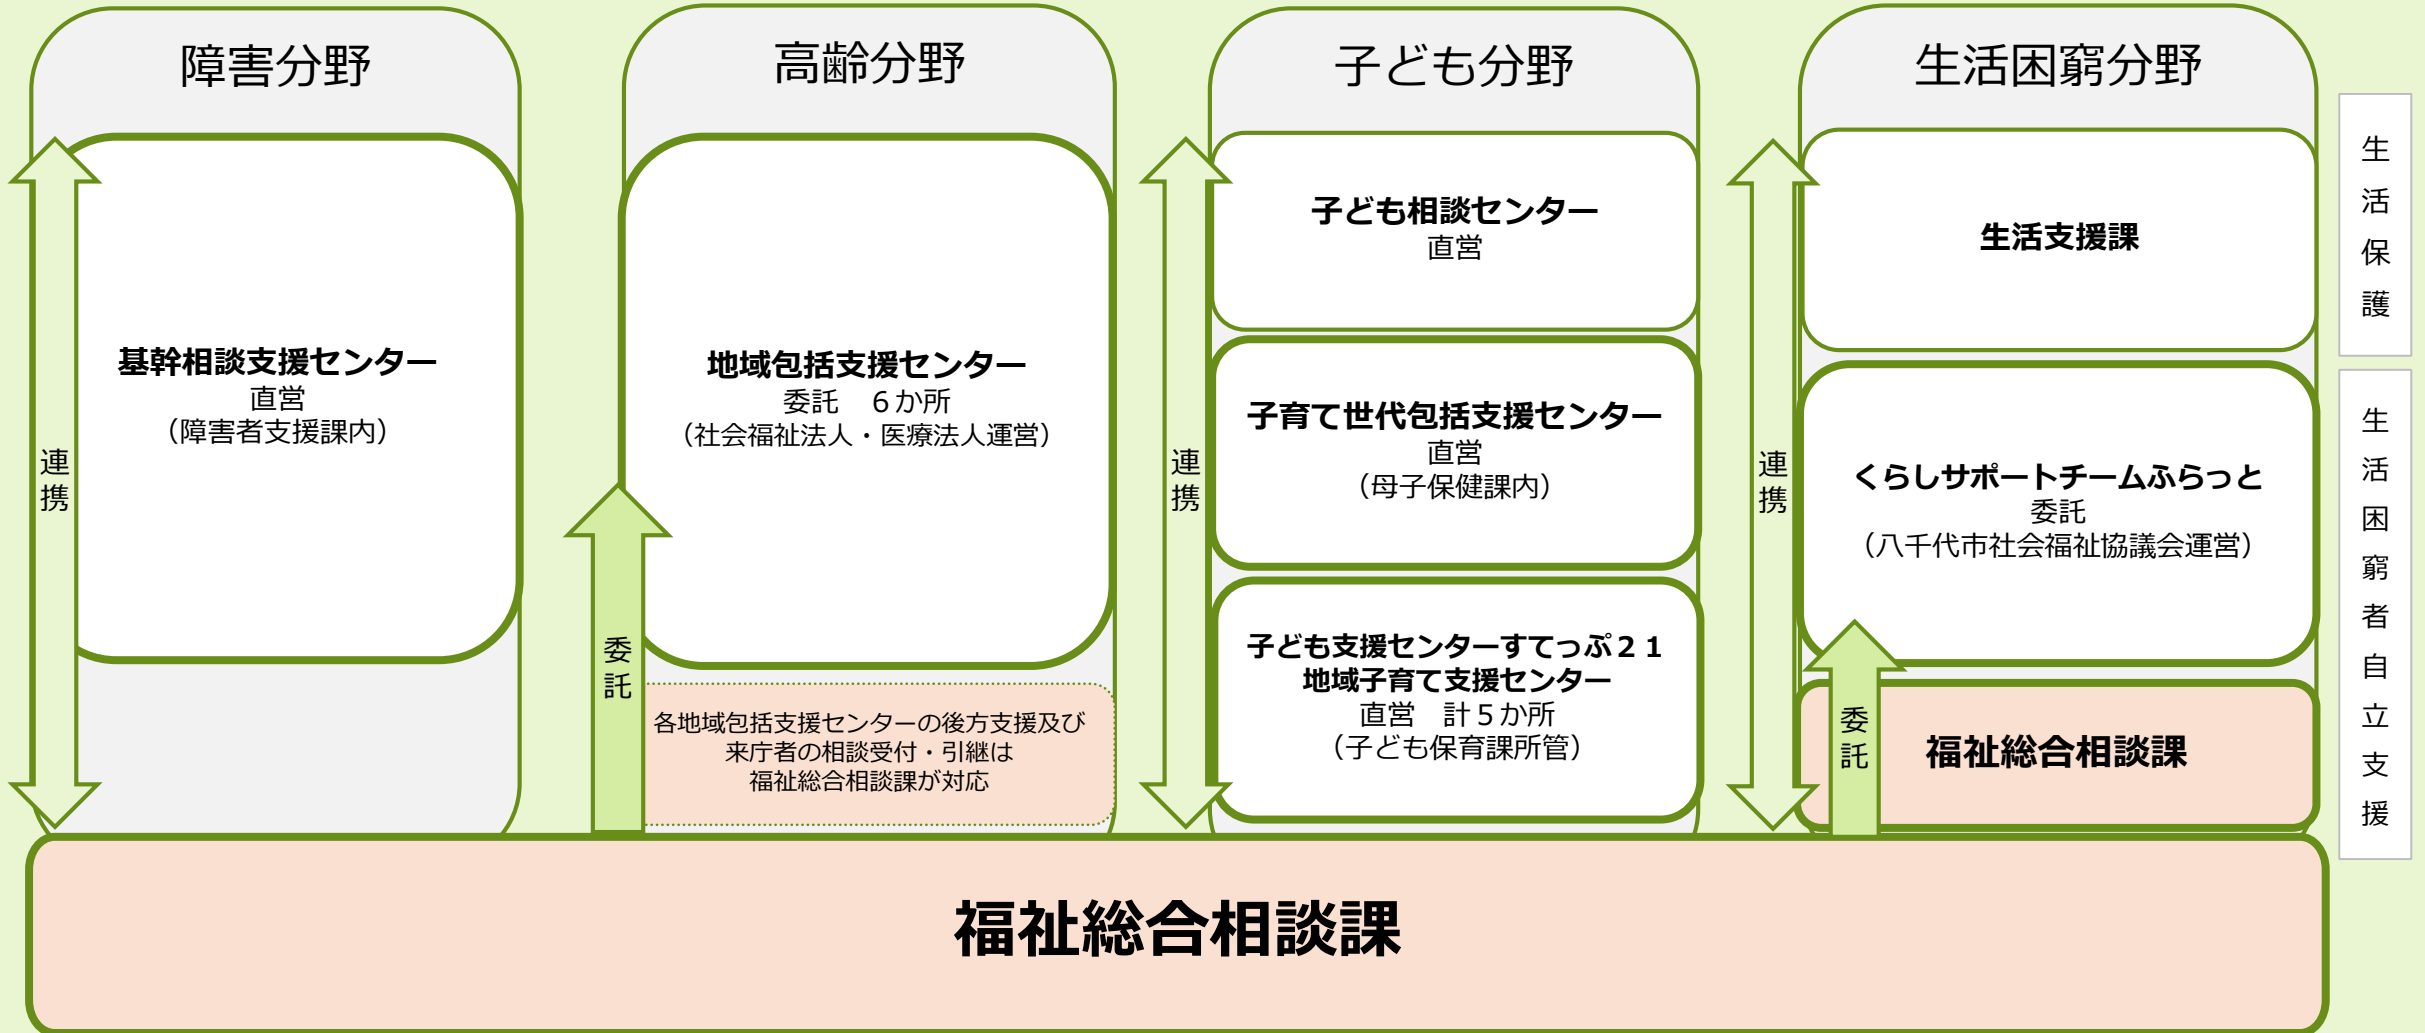 障害分野
基幹相談支援センター
直営
（障害者支援課内）
連携
高齢分野
地域包括支援センター
委託　６か所
（社会福祉法人・医療法人運営）
委託
各地域包括支援センターの後方支援及び
来庁者の相談受付・引継は
福祉総合相談課が対応
子ども分野
子ども相談センター
直営
子育て世代包括支援センター
直営
（母子保健課内）
子ども支援センターすてっぷ２１
地域子育て支援センター
直営　計５か所
（子ども保育課所管）
連携
生活困窮分野
生活支援課
くらしサポートチームふらっと
委託
（八千代市社会福祉協議会運営）
連携
委託
福祉総合相談課
生活保護
生活困窮者自立支援
福祉総合相談課